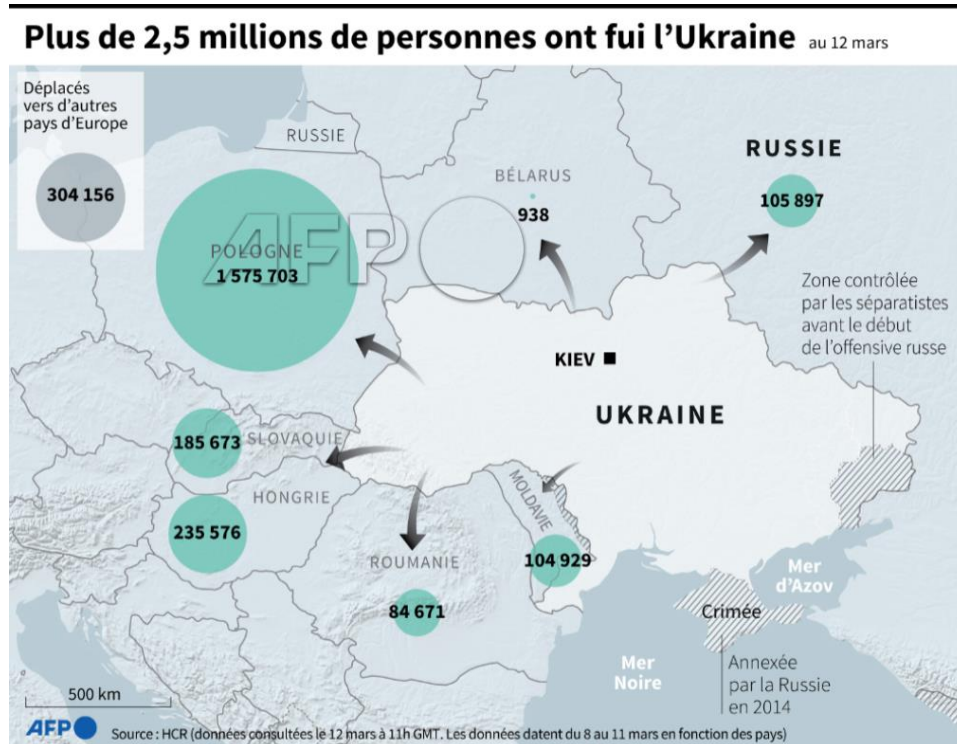 Plus de 2,5 millions de personnes ont fui l’Ukraine au 12 mars
Déplacés
vers d’autres
pays d’Europe
304 156
RUSSIE
RUSSIE
105 897
BÉLARUS
938
AFP
POLOGNE
1 575 703
Zone contrôlée
par les séparatistes
avant le début
de l’offensive russe
KIEV
UKRAINE
185 673
SLOVAQUIE
HONGRIE
235 576
MOLDAVIE
104 929
ROUMANIE
84 671
Mer
d’Azov
Crimée
Mer
Noire
Annexée
par la Russie
en 2014
500 km
AFP
Source : HCR (données consultées le 12 mars à 11h GMT. Les données datent du 8 au 11 mars en fonction des pays)